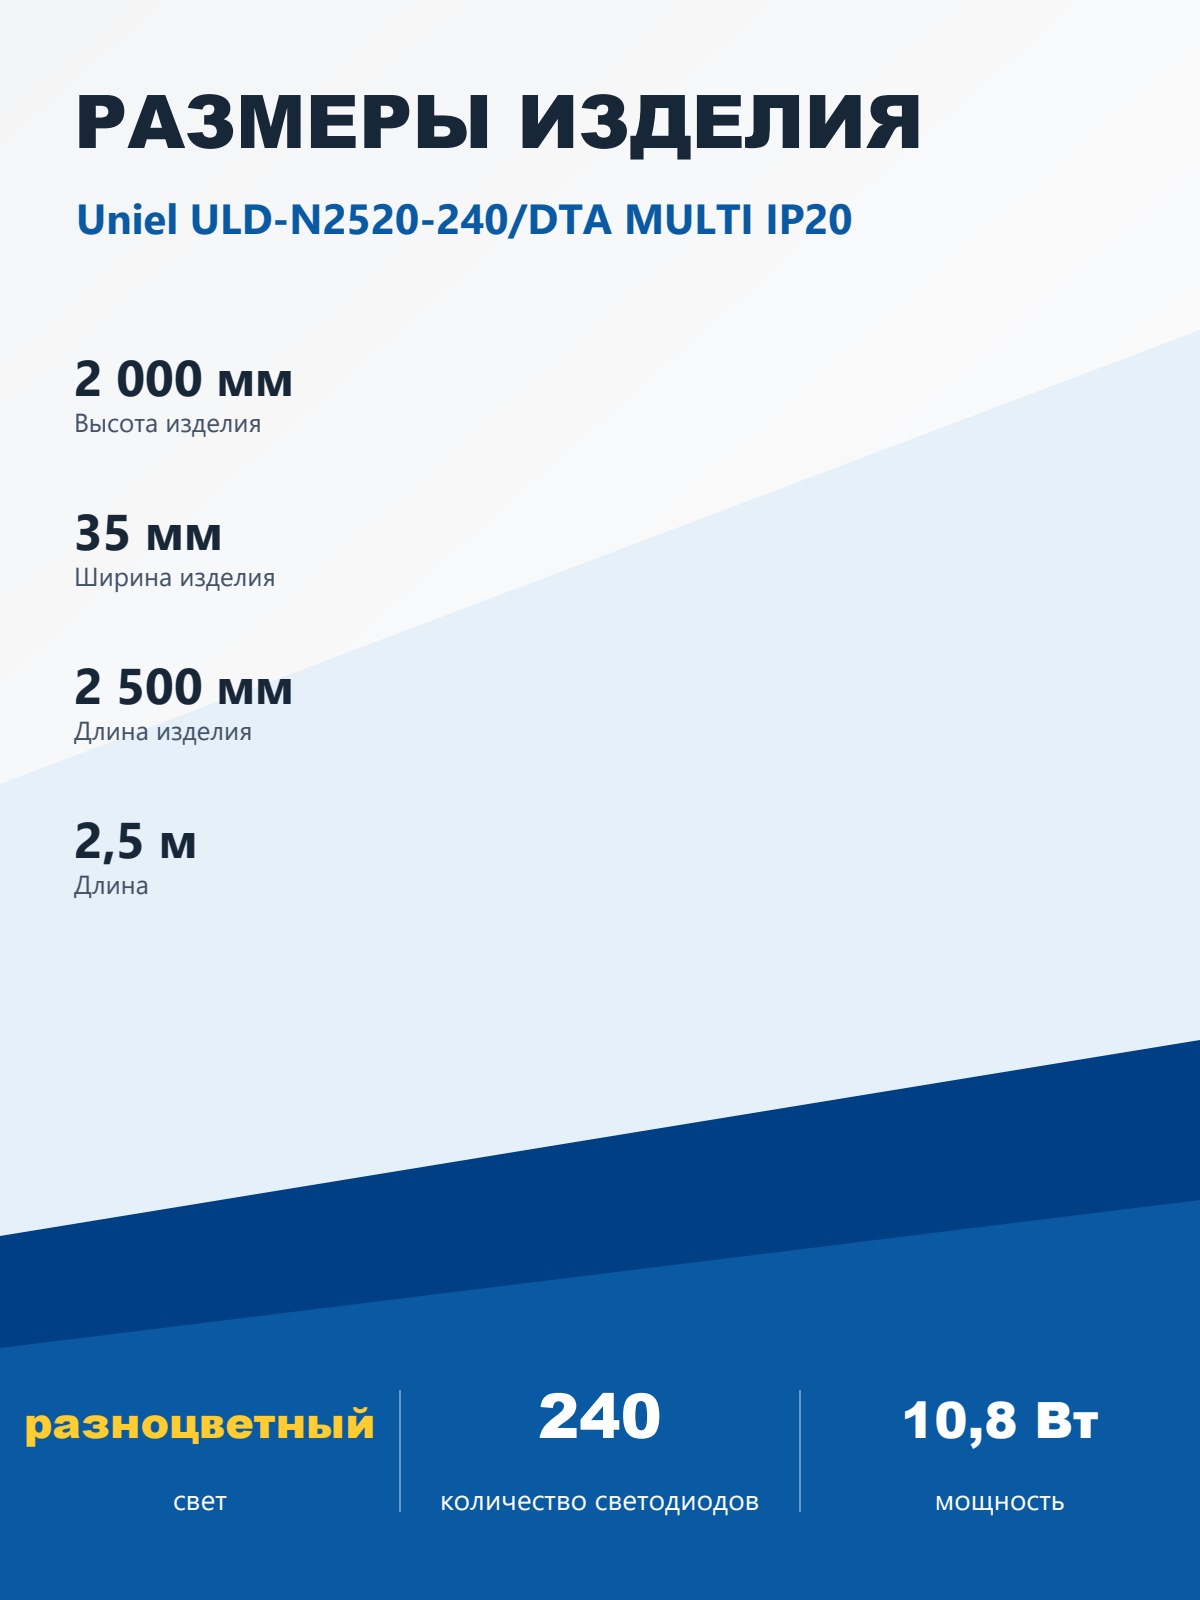 РАЗМЕРЫ ИЗДЕЛИЯ
Uniel ULD-N2520-240/DTA MULTI IP20
2 000 мм
Высота изделия
35 мм
Ширина изделия
2 500 мм
Длина изделия
2,5 м
Длина
разноцветный
свет
240
количество светодиодов
10,8 Вт
мощность